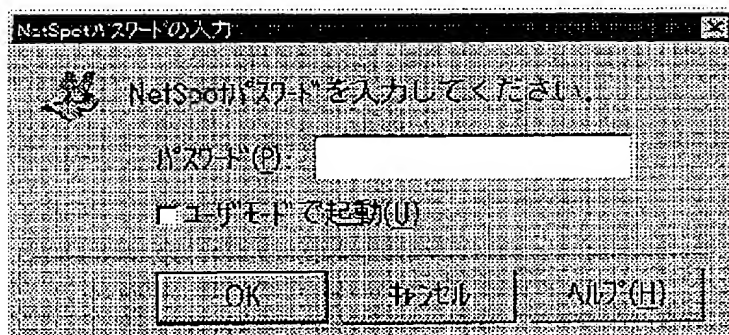 NetSpotパスワードの入力
NetSpotパスワードを入力してください.
パスワード(P):
ユーザモードで起動(U)
OK
キャンセル
ヘルプ(H)